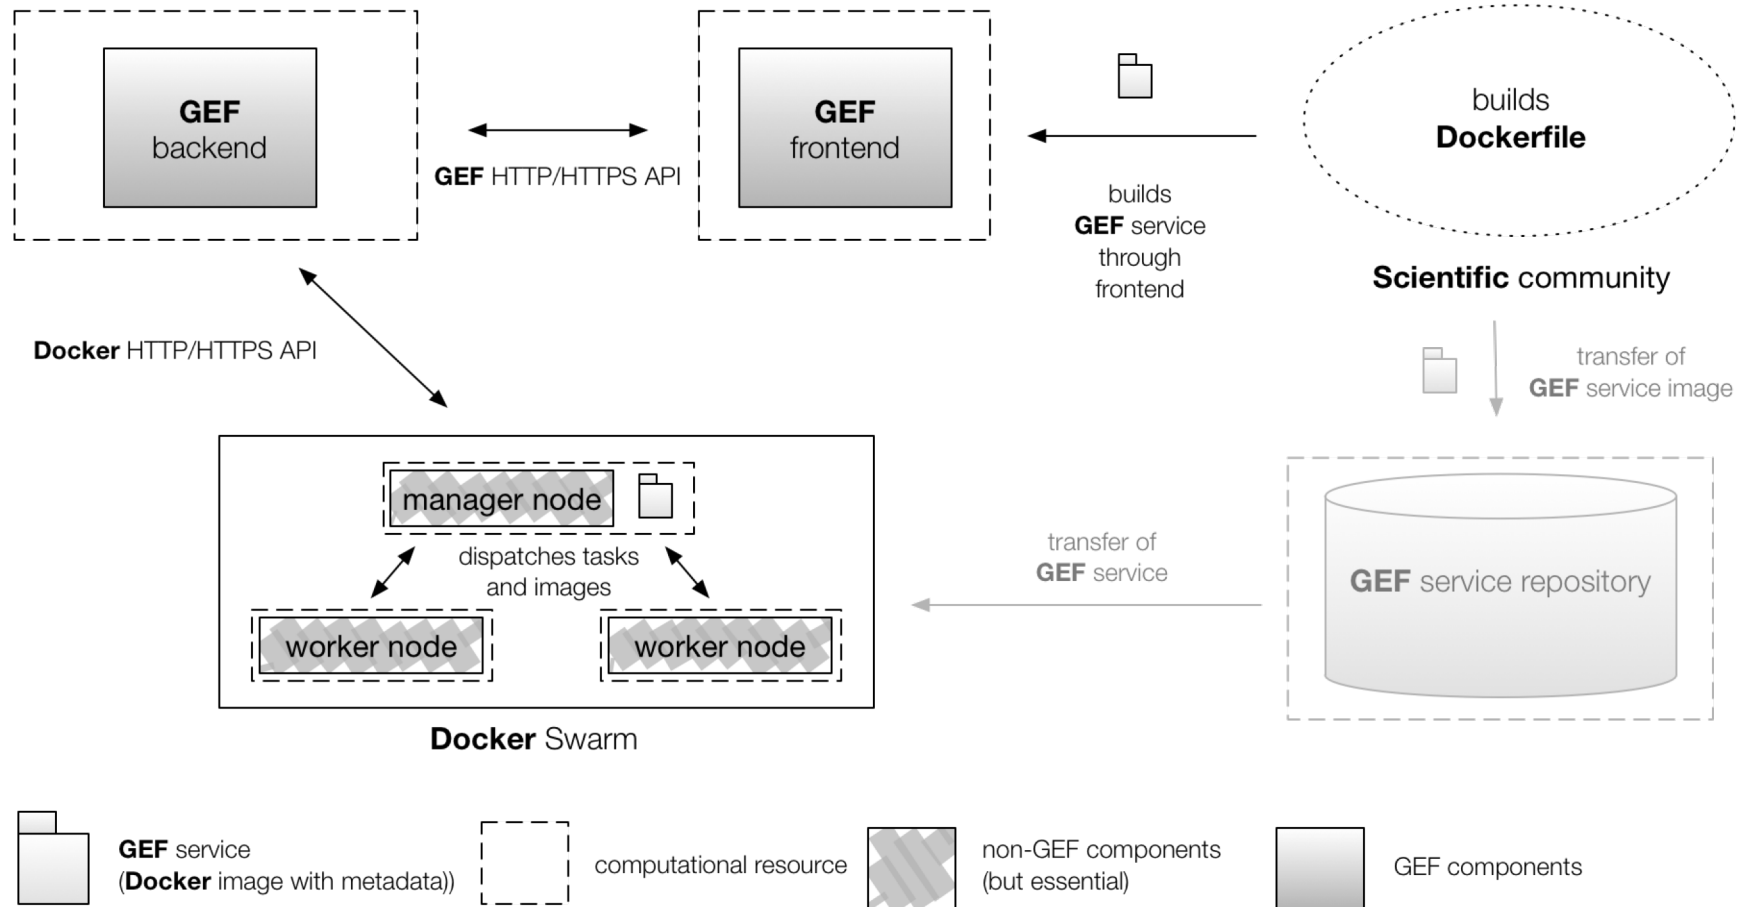 GEF
backend
GEF HTTP/HTTPS API
GEF
frontend
builds
GEF service
through
frontend
builds
Dockerfile
Scientific community
Docker HTTP/HTTPS API
transfer of
GEF service image
manager node
dispatches tasks
and images
worker node
worker node
Docker Swarm
transfer of
GEF service
GEF service repository
GEF service
(Docker image with metadata))
computational resource
non-GEF components
(but essential)
GEF components